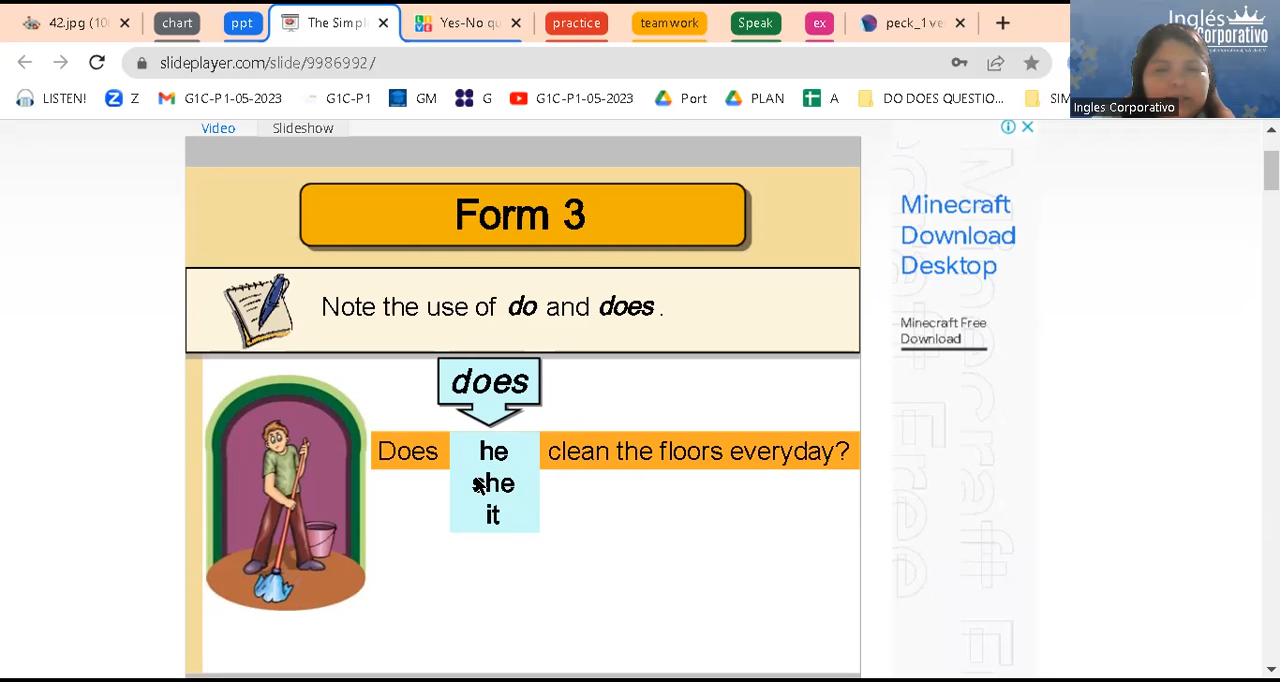 42.jpg (10
chart
ppt
The Simpl
Yes-No qu
practice
teamwork
Speak
ex
peck_1 ve
Inglés
Corporativo
slideplayer.com/slide/9986992/
LISTEN!
Z
G1C-P1-05-2023
G1C-P1
GM
G
G1C-P1-05-2023
Port
PLAN
A
DO DOES QUESTIO...
SIM
Ingles Corporativo
Video
Slideshow
Form 3
Note the use of do and does .
does
Does he clean the floors everyday?
she
it
Minecraft
Download
Desktop
Minecraft Free
Download